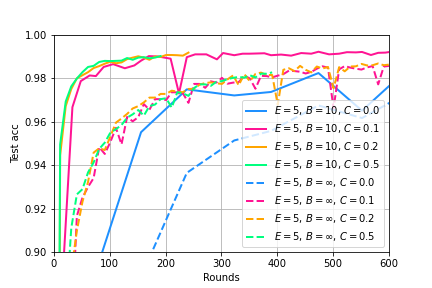 1.00
0.98
0.96
0.94
0.92
0.90
Test acc
0 100 200 300 400 500 600
Rounds
E = 5, B = 10, C = 0.0
E = 5, B = 10, C = 0.1
E = 5, B = 10, C = 0.2
E = 5, B = 10, C = 0.5
E = 5, B = ∞, C = 0.0
E = 5, B = ∞, C = 0.1
E = 5, B = ∞, C = 0.2
E = 5, B = ∞, C = 0.5